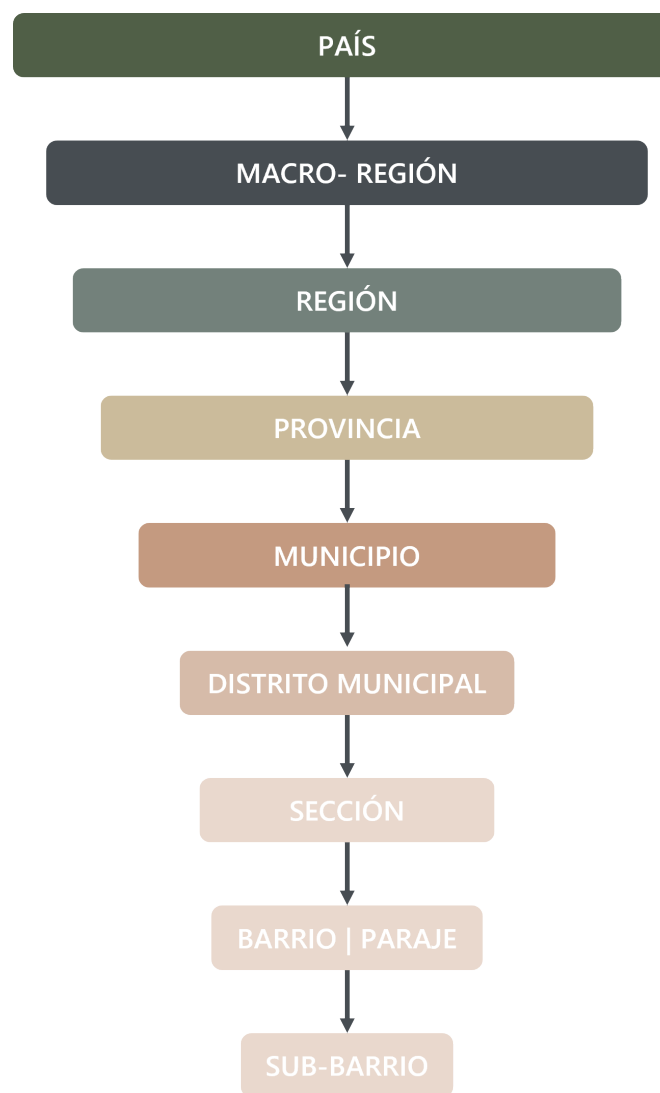 PAÍS
MACRO- REGIÓN
REGIÓN
PROVINCIA
MUNICIPIO
DISTRITO MUNICIPAL
SECCIÓN
BARRIO | PARAJE
SUB-BARRIO